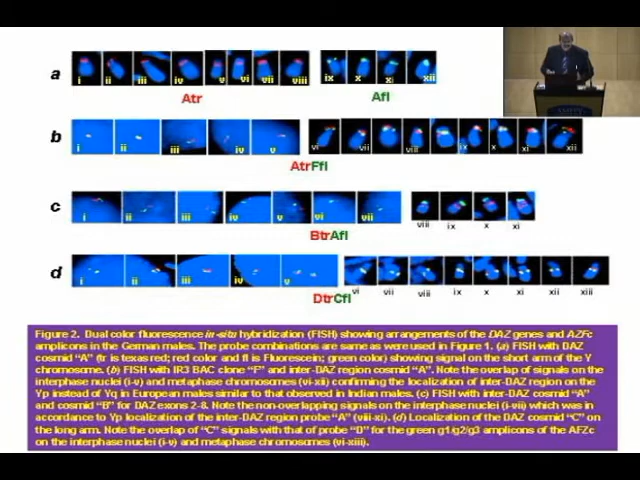 a
i ii iii iv v vi vii viii ix x xi xii
Atr Afl
b
i ii iii iv v vi vii viii ix x xi xii
AtrFfl
c
i ii iii iv v vi vii
viii ix x xi
BtrAfl
d
i ii iii iv v
vi vii viii ix x xi xii xiii
DtrCfl
Figure 2. Dual color fluorescence in-situ hybridization (FISH) showing arrangements of the DAZ genes and AZFc
amplicons in the German males. The probe combinations are same as were used in Figure 1. (a) FISH with DAZ
cosmid "A" (tr is texas red; red color and fl is Fluorescein; green color) showing signal on the short arm of the Y
chromosome. (b) FISH with IR3 BAC clone "F" and inter-DAZ region cosmid "A". Note the overlap of signals on the
interphase nuclei (i-v) and metaphase chromosomes (vi-xii) confirming the localization of inter-DAZ region on the
Yp instead of Yq in European males similar to that observed in Indian males. (c) FISH with inter-DAZ cosmid "A"
and cosmid "B" for DAZ exons 2-8. Note the non-overlapping signals on the interphase nuclei (i-vii) which was in
accordance to Yp localization of the inter-DAZ region probe "A" (viii-xi). (d) Localization of the DAZ cosmid "C" on
the long arm. Note the overlap of "C" signals with that of probe "D" for the green g1/g2/g3 amplicons of the AFZc
on the interphase nuclei (i-v) and metaphase chromosomes (vi-xiii).